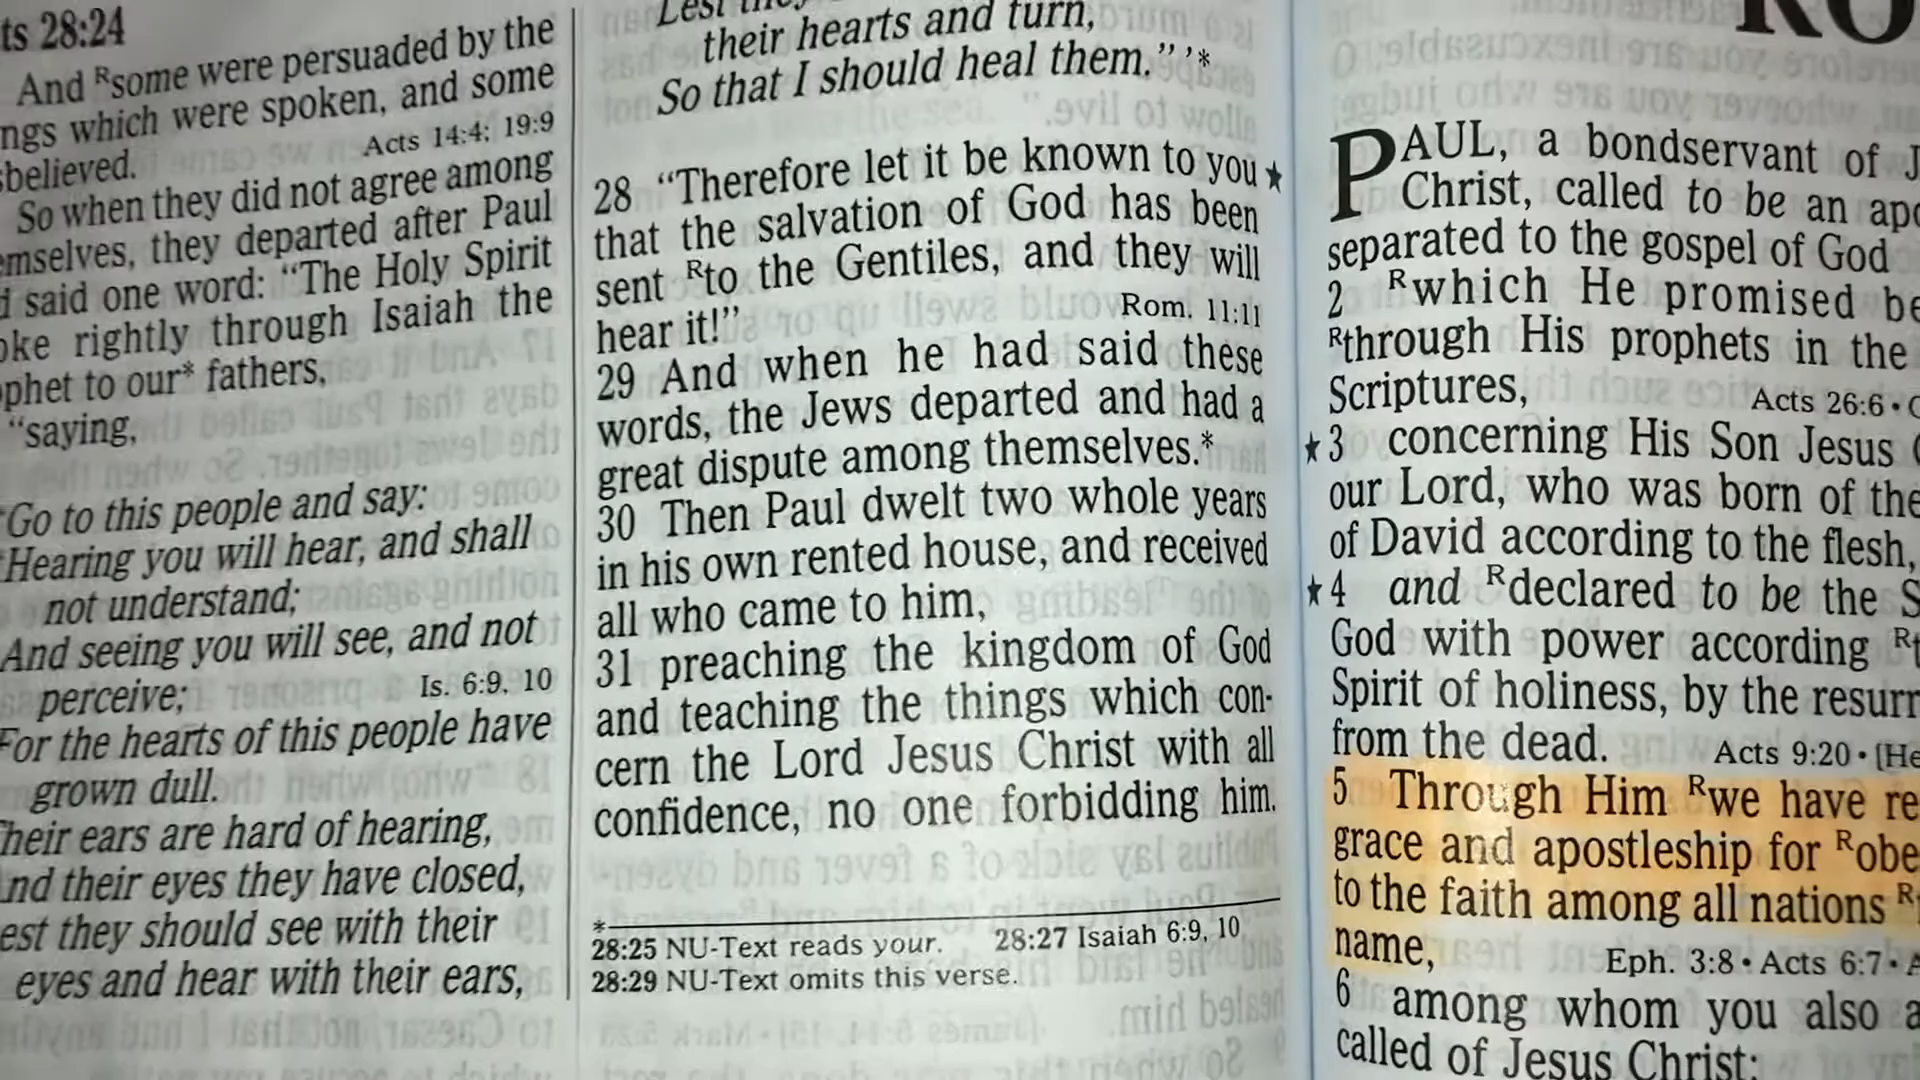 ts 28:24
And Rsome were persuaded by the
ngs which were spoken, and some
Acts 14:4; 19:9
believed.
So when they did not agree among
mselves, they departed after Paul
said one word: “The Holy Spirit
oke rightly through Isaiah the
phet to our* fathers,
“saying,
‘Go to this people and say:
“Hearing you will hear, and shall
not understand;
And seeing you will see, and not
perceive; Is. 6:9, 10
For the hearts of this people have
grown dull.
Their ears are hard of hearing,
nd their eyes they have closed,
est they should see with their
eyes and hear with their ears,
Lest they
their hearts and turn,
So that I should heal them.” ’*
28 “Therefore let it be known to you ★
that the salvation of God has been
sent Rto the Gentiles, and they will
hear it!” Rom. 11:11
29 And when he had said these
words, the Jews departed and had a
great dispute among themselves.*
30 Then Paul dwelt two whole years
in his own rented house, and received
all who came to him,
31 preaching the kingdom of God
and teaching the things which con-
cern the Lord Jesus Christ with all
confidence, no one forbidding him.
*
28:25 NU-Text reads your. 28:27 Isaiah 6:9, 10
28:29 NU-Text omits this verse.
RO
PAUL, a bondservant of J
Christ, called to be an apo
separated to the gospel of God
2 Rwhich He promised be
Rthrough His prophets in the
Scriptures, Acts 26:6 •
★3 concerning His Son Jesus C
our Lord, who was born of the
of David according to the flesh,
★4 and Rdeclared to be the S
God with power according Rt
Spirit of holiness, by the resurr
from the dead. Acts 9:20 • [He
5 Through Him Rwe have re
grace and apostleship for Robe
to the faith among all nations R
name, Eph. 3:8 • Acts 6:7 • A
6 among whom you also a
called of Jesus Christ: